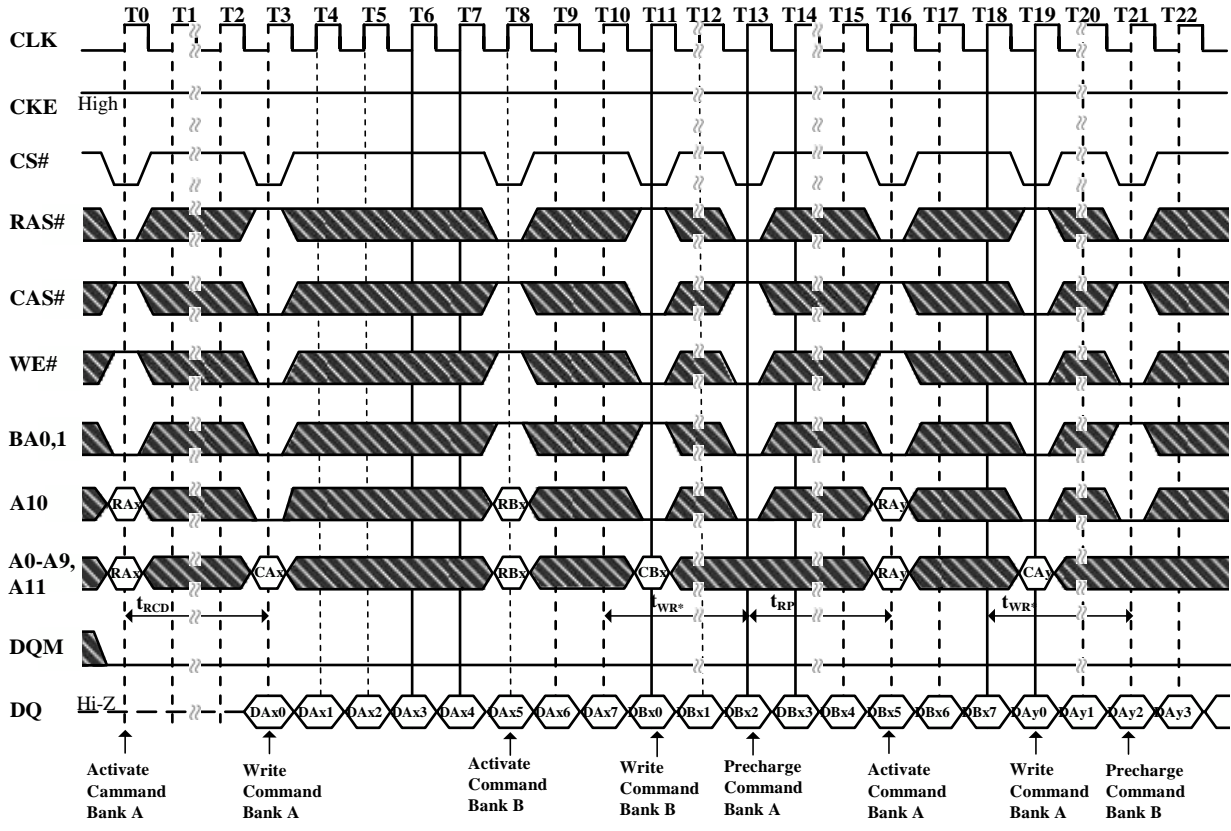 T0 T1 T2 T3 T4 T5 T6 T7 T8 T9 T10 T11 T12 T13 T14 T15 T16 T17 T18 T19 T20 T21 T22
CLK
CKE High
CS#
RAS#
CAS#
WE#
BA0,1
A10 RAx RBx RAy
A0-A9,
A11 RAx CAx RBx CBx RAy CAy
tRCD tWR* tRP tWR*
DQM
DQ Hi-Z DAx0 DAx1 DAx2 DAx3 DAx4 DAx5 DAx6 DAx7 DBx0 DBx1 DBx2 DBx3 DBx4 DBx5 DBx6 DBx7 DAy0 DAy1 DAy2 DAy3
Activate
Cammand
Bank A
Write
Command
Bank A
Activate
Command
Bank B
Write
Command
Bank B
Precharge
Command
Bank A
Activate
Command
Bank A
Write
Command
Bank A
Precharge
Command
Bank B